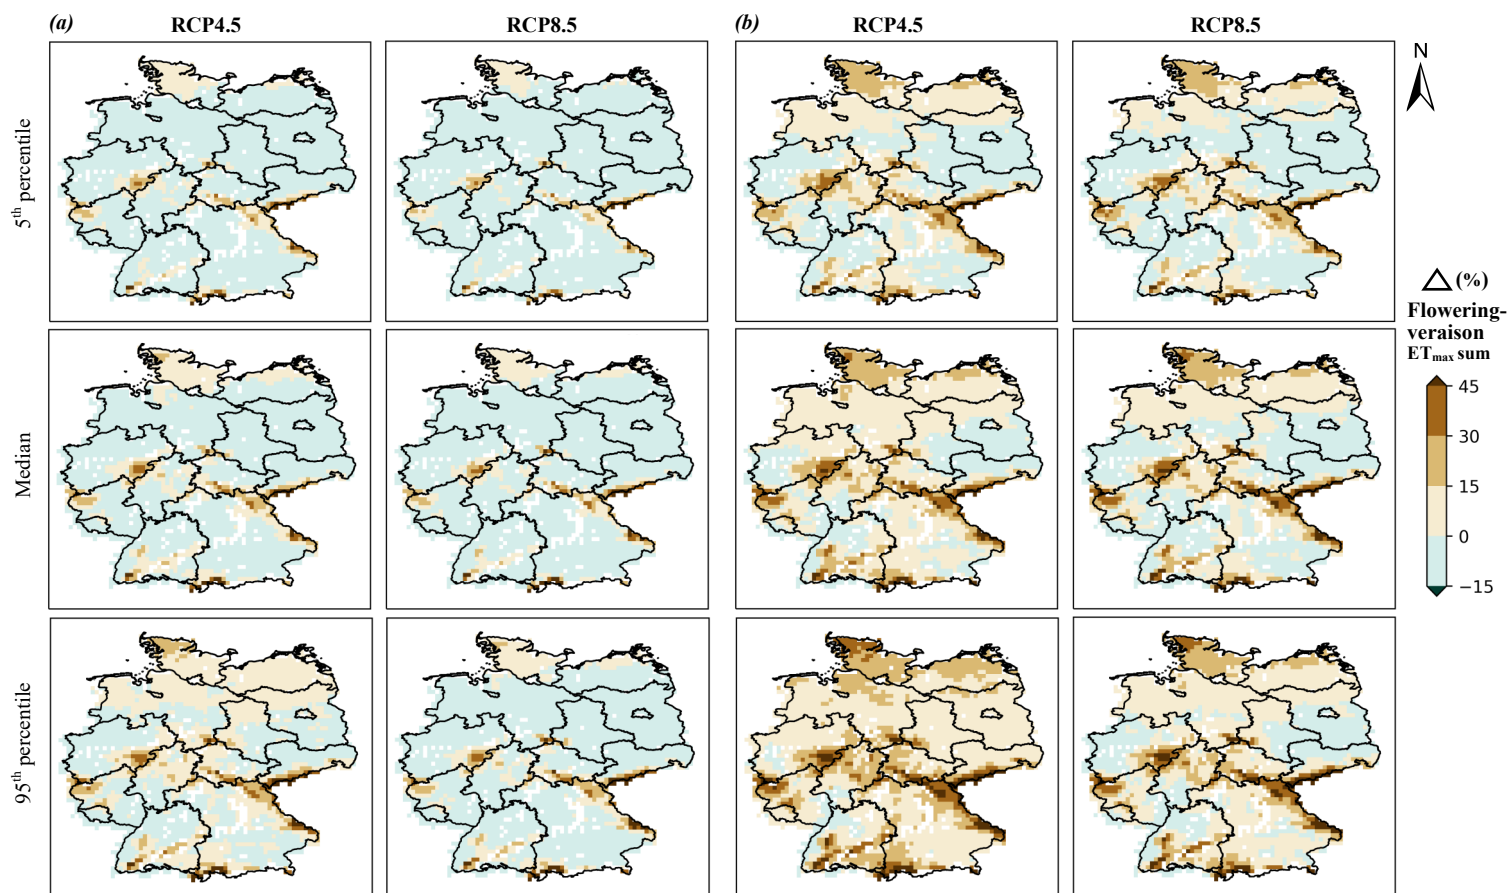 (a) RCP4.5 RCP8.5 (b) RCP4.5 RCP8.5
N
5th percentile
Median
95th percentile
△ (%)
Flowering-
veraison
ETmax sum
45
30
15
0
−15